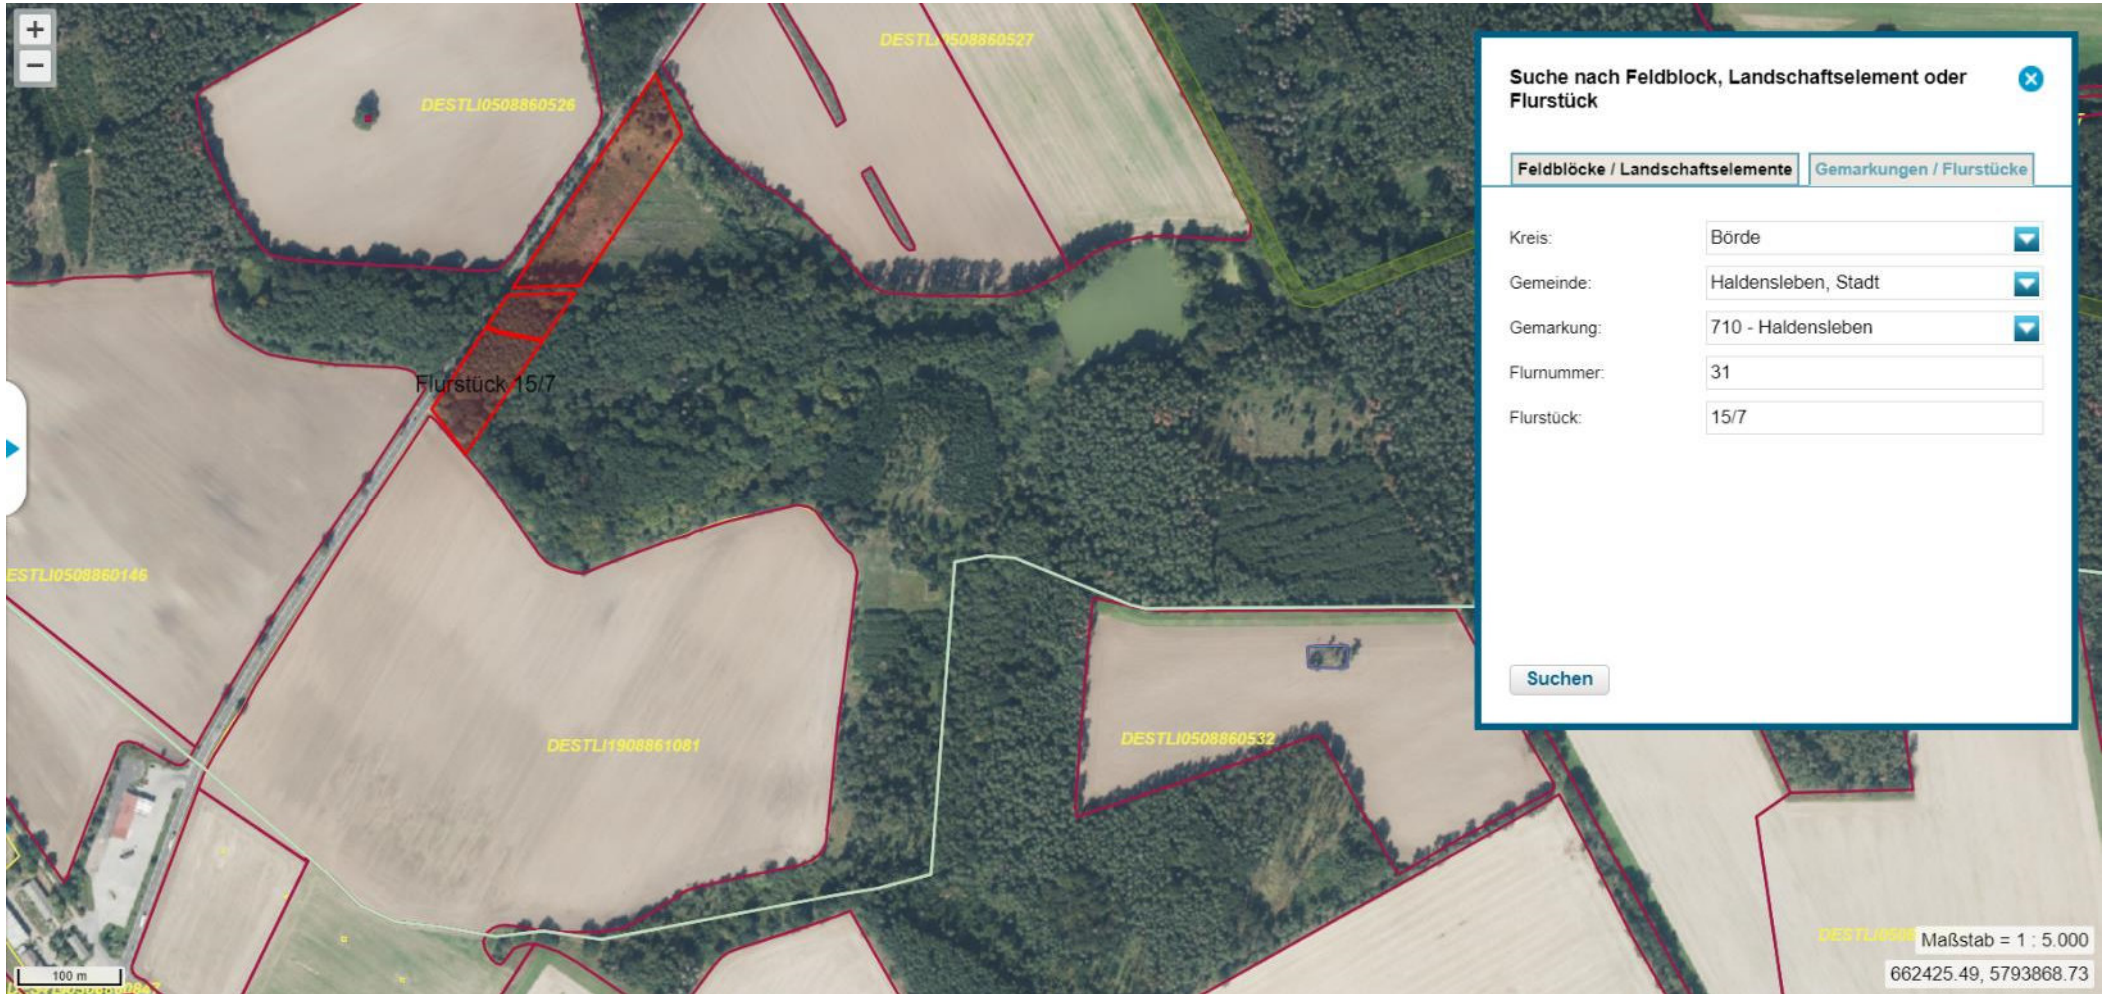 +
−
DESTLI0508860527
DESTLI0508860526
Suche nach Feldblock, Landschaftselement oder
Flurstück
Feldblöcke / Landschaftselemente
Gemarkungen / Flurstücke
Kreis:
Börde
Gemeinde:
Haldensleben, Stadt
Gemarkung:
710 - Haldensleben
Flurnummer:
31
Flurstück:
15/7
Suchen
Flurstück 15/7
ESTLI0508860146
DESTLI1908861081
DESTLI0508860532
Maßstab = 1 : 5.000
100 m
662425.49, 5793868.73